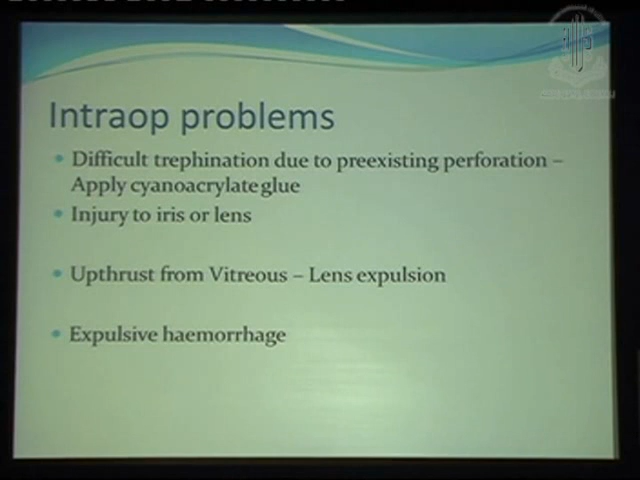 Intraop problems
Difficult trephination due to preexisting perforation –
Apply cyanoacrylate glue
Injury to iris or lens
Upthrust from Vitreous – Lens expulsion
Expulsive haemorrhage